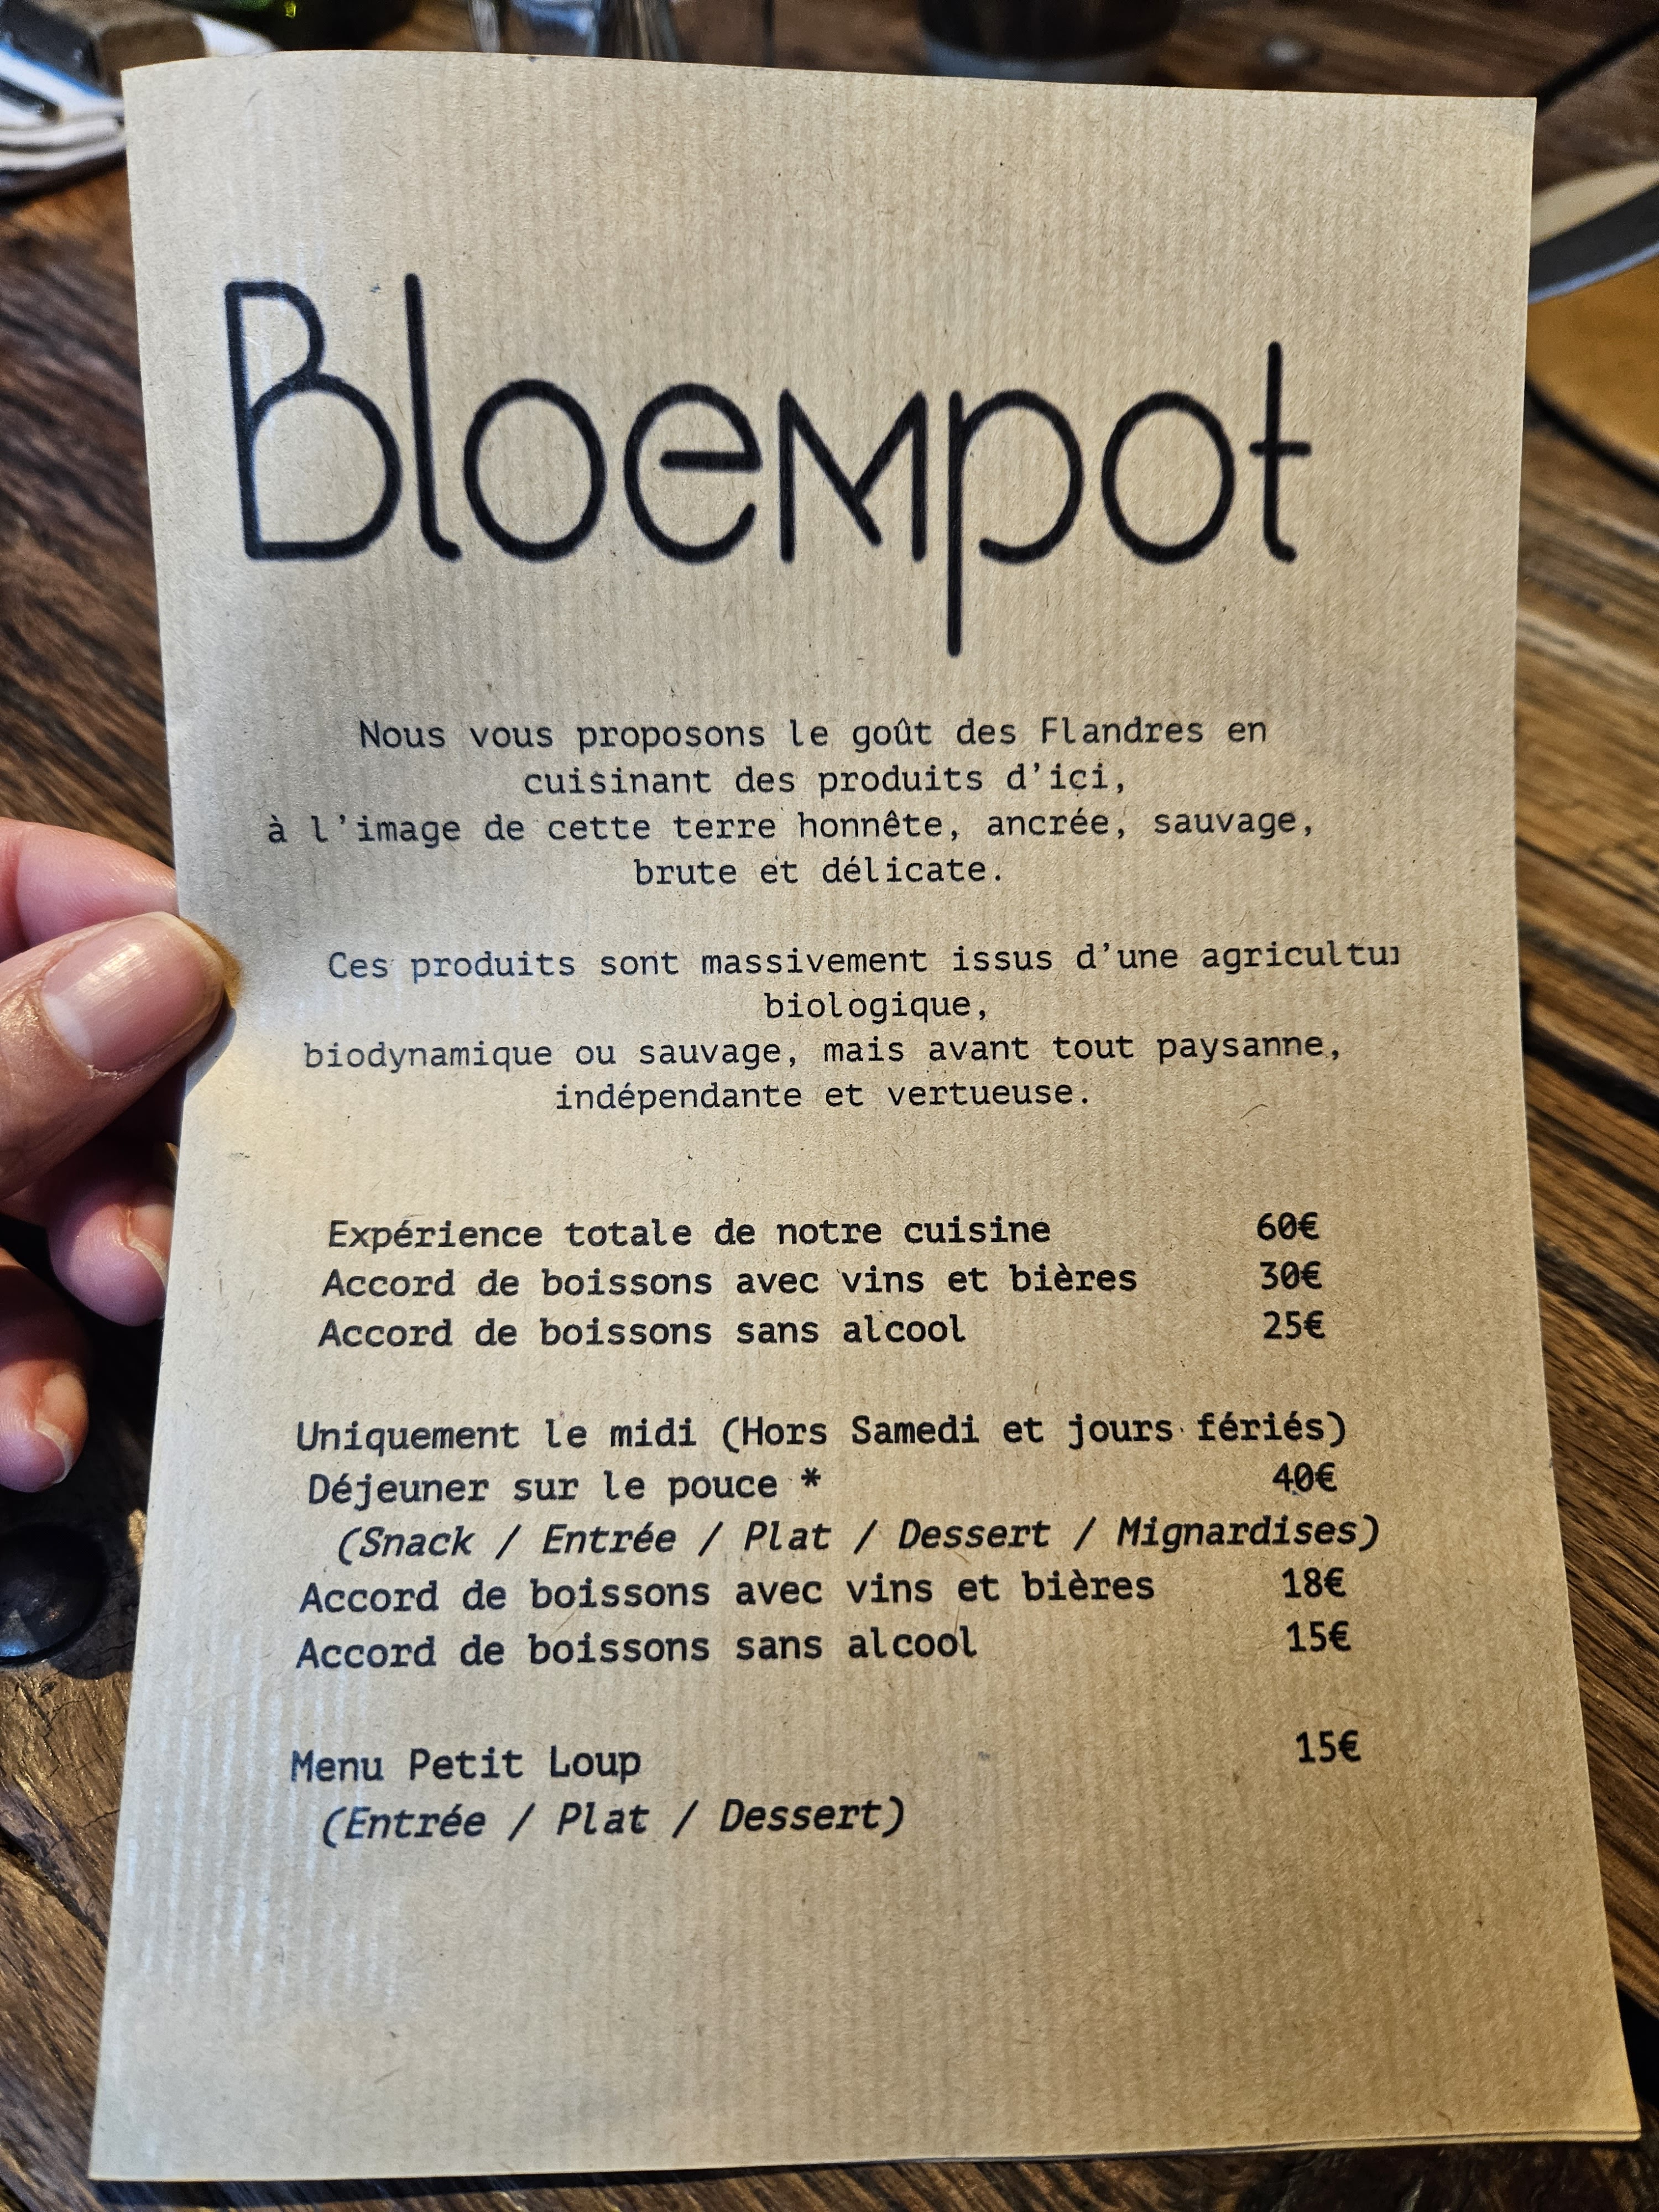 Bloempot
Nous vous proposons le goût des Flandres en
cuisinant des produits d'ici,
à l'image de cette terre honnête, ancrée, sauvage,
brute et délicate.
Ces produits sont massivement issus d'une agricultu
biologique,
biodynamique ou sauvage, mais avant tout paysanne,
indépendante et vertueuse.
Expérience totale de notre cuisine 60€
Accord de boissons avec vins et bières 30€
Accord de boissons sans alcool 25€
Uniquement le midi (Hors Samedi et jours fériés)
Déjeuner sur le pouce * 40€
(Snack / Entrée / Plat / Dessert / Mignardises)
Accord de boissons avec vins et bières 18€
Accord de boissons sans alcool 15€
Menu Petit Loup 15€
(Entrée / Plat / Dessert)